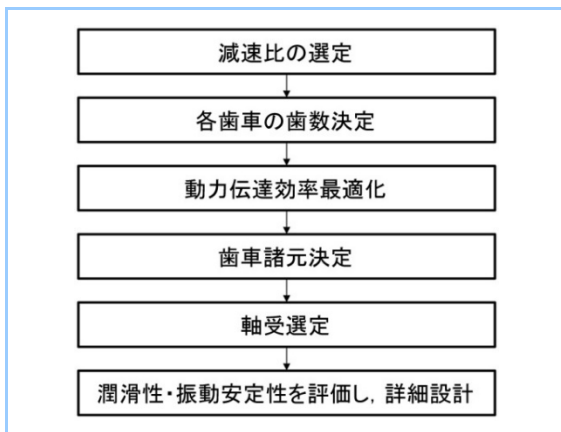 減速比の選定
各歯車の歯数決定
動力伝達効率最適化
歯車諸元決定
軸受選定
潤滑性・振動安定性を評価し，詳細設計